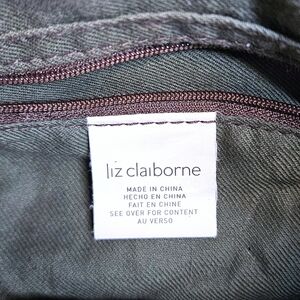 liz claiborne
MADE IN CHINA
HECHO EN CHINA
FAIT EN CHINE
SEE OVER FOR CONTENT
AU VERSO